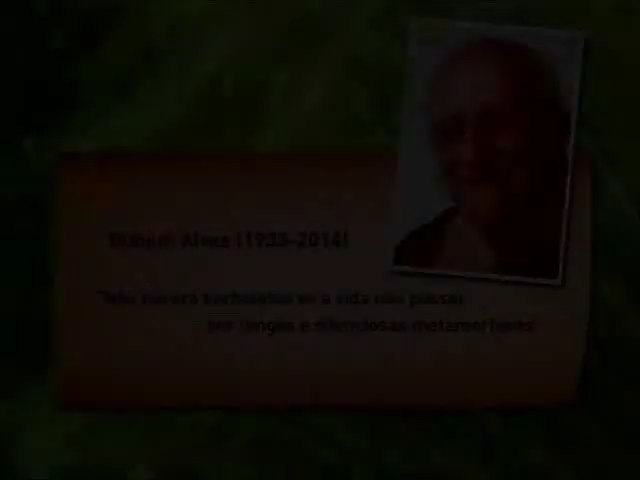 Rubem Alves (1933-2014)
"Não haverá borboletas se a vida não passar
por longas e silenciosas metamorfoses"